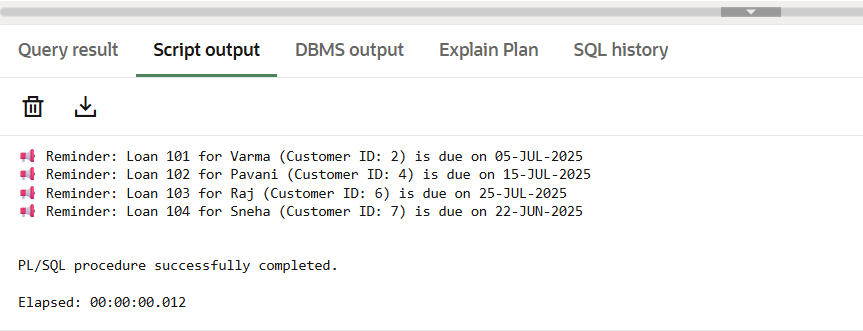 Query result Script output DBMS output Explain Plan SQL history
📢 Reminder: Loan 101 for Varma (Customer ID: 2) is due on 05-JUL-2025
📢 Reminder: Loan 102 for Pavani (Customer ID: 4) is due on 15-JUL-2025
📢 Reminder: Loan 103 for Raj (Customer ID: 6) is due on 25-JUL-2025
📢 Reminder: Loan 104 for Sneha (Customer ID: 7) is due on 22-JUN-2025
PL/SQL procedure successfully completed.
Elapsed: 00:00:00.012